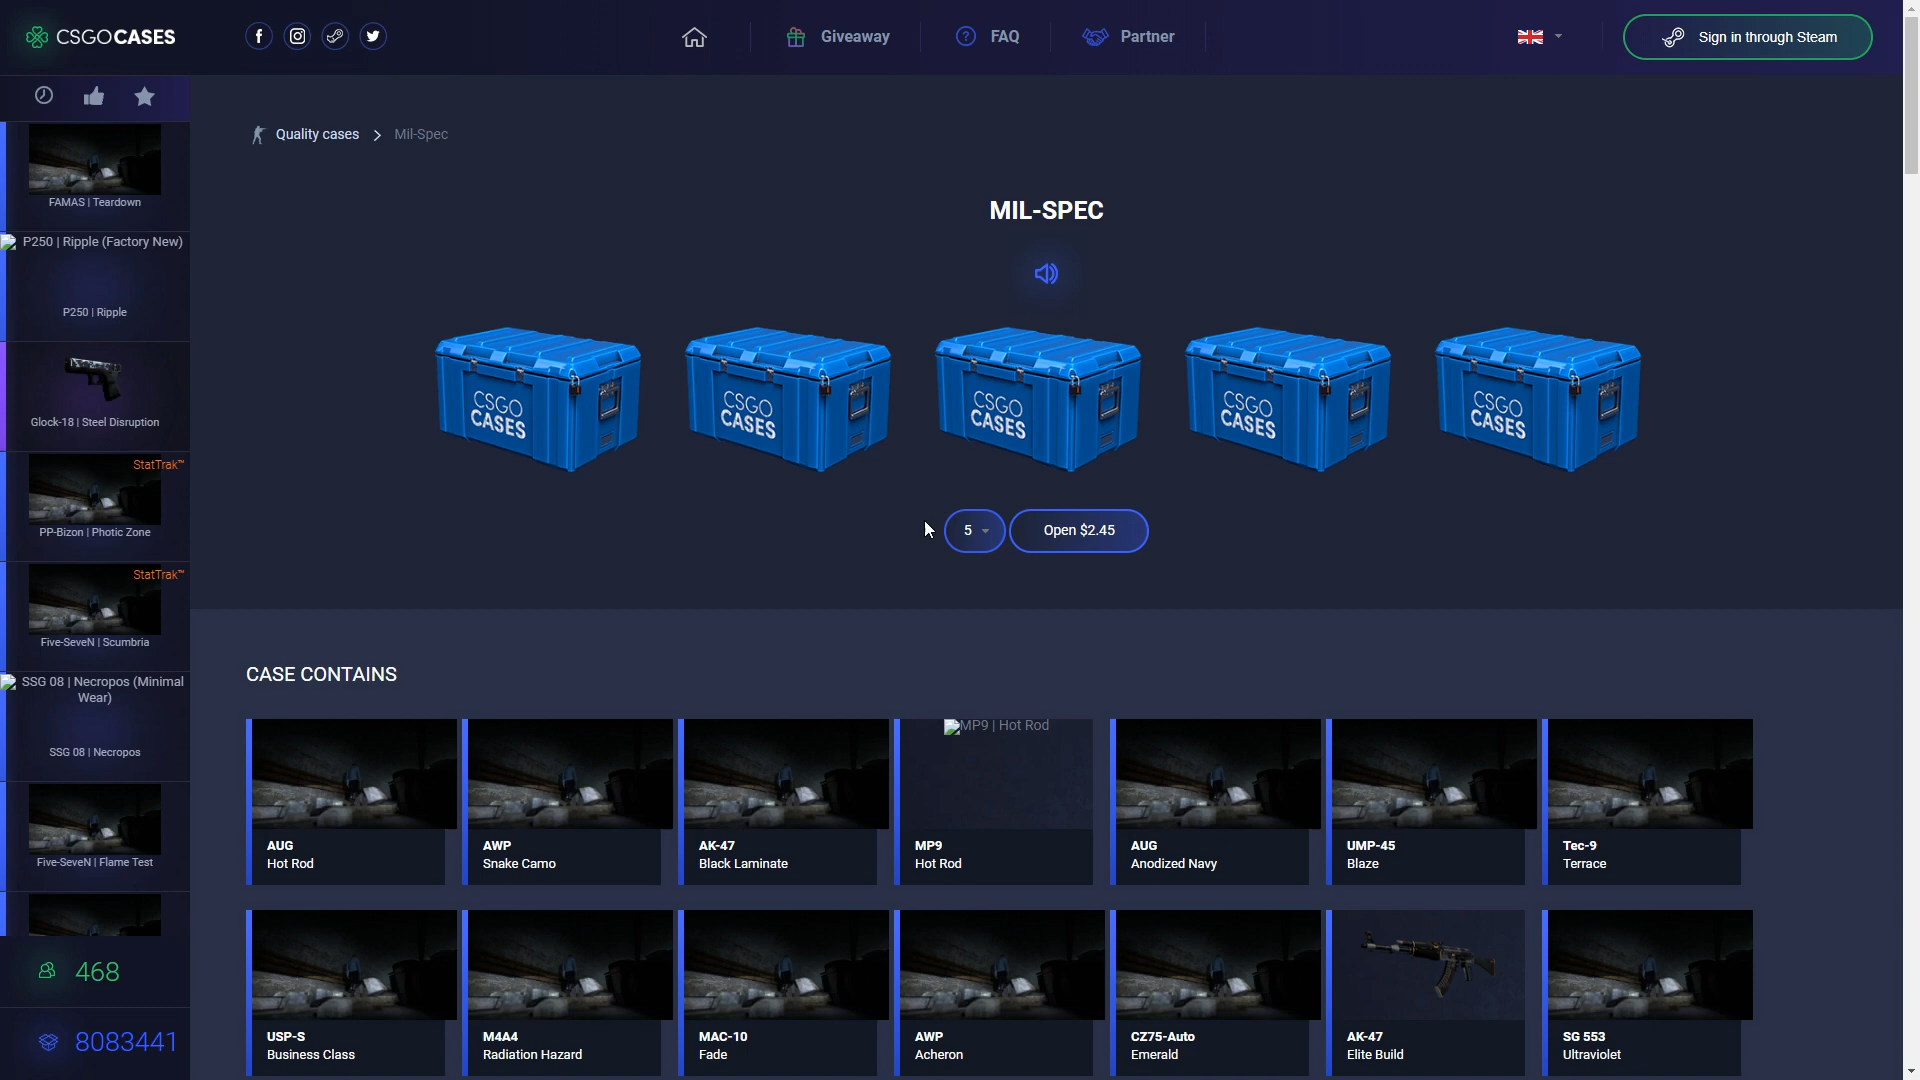 CSGOCASES
Giveaway
FAQ
Partner
Sign in through Steam
FAMAS | Teardown
P250 | Ripple (Factory New)
P250 | Ripple
Glock-18 | Steel Disruption
StatTrak™
PP-Bizon | Photic Zone
StatTrak™
Five-SeveN | Scumbria
SSG 08 | Necropos (Minimal
Wear)
SSG 08 | Necropos
Five-SeveN | Flame Test
468
8083441
Quality cases
Mil-Spec
MIL-SPEC
CSGO
CASES
CSGO
CASES
CSGO
CASES
CSGO
CASES
CSGO
CASES
5
Open $2.45
CASE CONTAINS
MP9 | Hot Rod
AUG
Hot Rod
AWP
Snake Camo
AK-47
Black Laminate
MP9
Hot Rod
AUG
Anodized Navy
UMP-45
Blaze
Tec-9
Terrace
USP-S
Business Class
M4A4
Radiation Hazard
MAC-10
Fade
AWP
Acheron
CZ75-Auto
Emerald
AK-47
Elite Build
SG 553
Ultraviolet